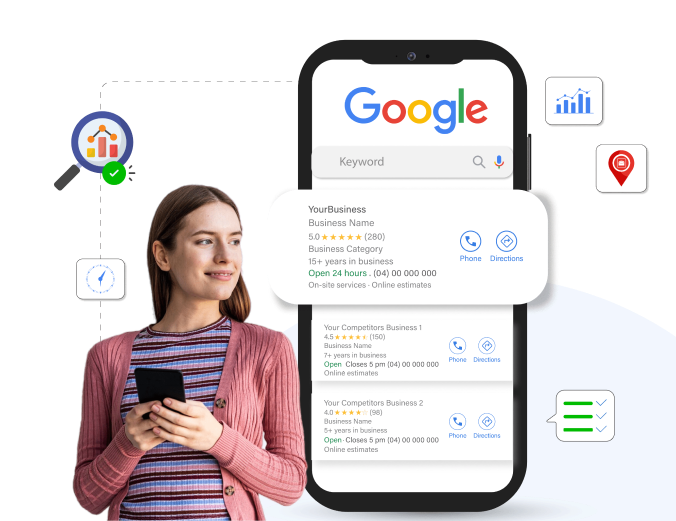 Google
Keyword
YourBusiness
Business Name
5.0 ★★★★★ (280)
Business Category
15+ years in business
Open 24 hours . (04) 00 000 000
On-site services · Online estimates
Phone
Directions
Your Competitors Business 1
4.5 ★★★★★ (150)
Business Name
7+ years in business
Open · Closes 5 pm (04) 00 000 000
Online estimates
Phone
Directions
Your Competitors Business 2
4.0 ★★★★☆ (98)
Business Name
5+ years in business
Open · Closes 5 pm (04) 00 000 000
Online estimates
Phone
Directions